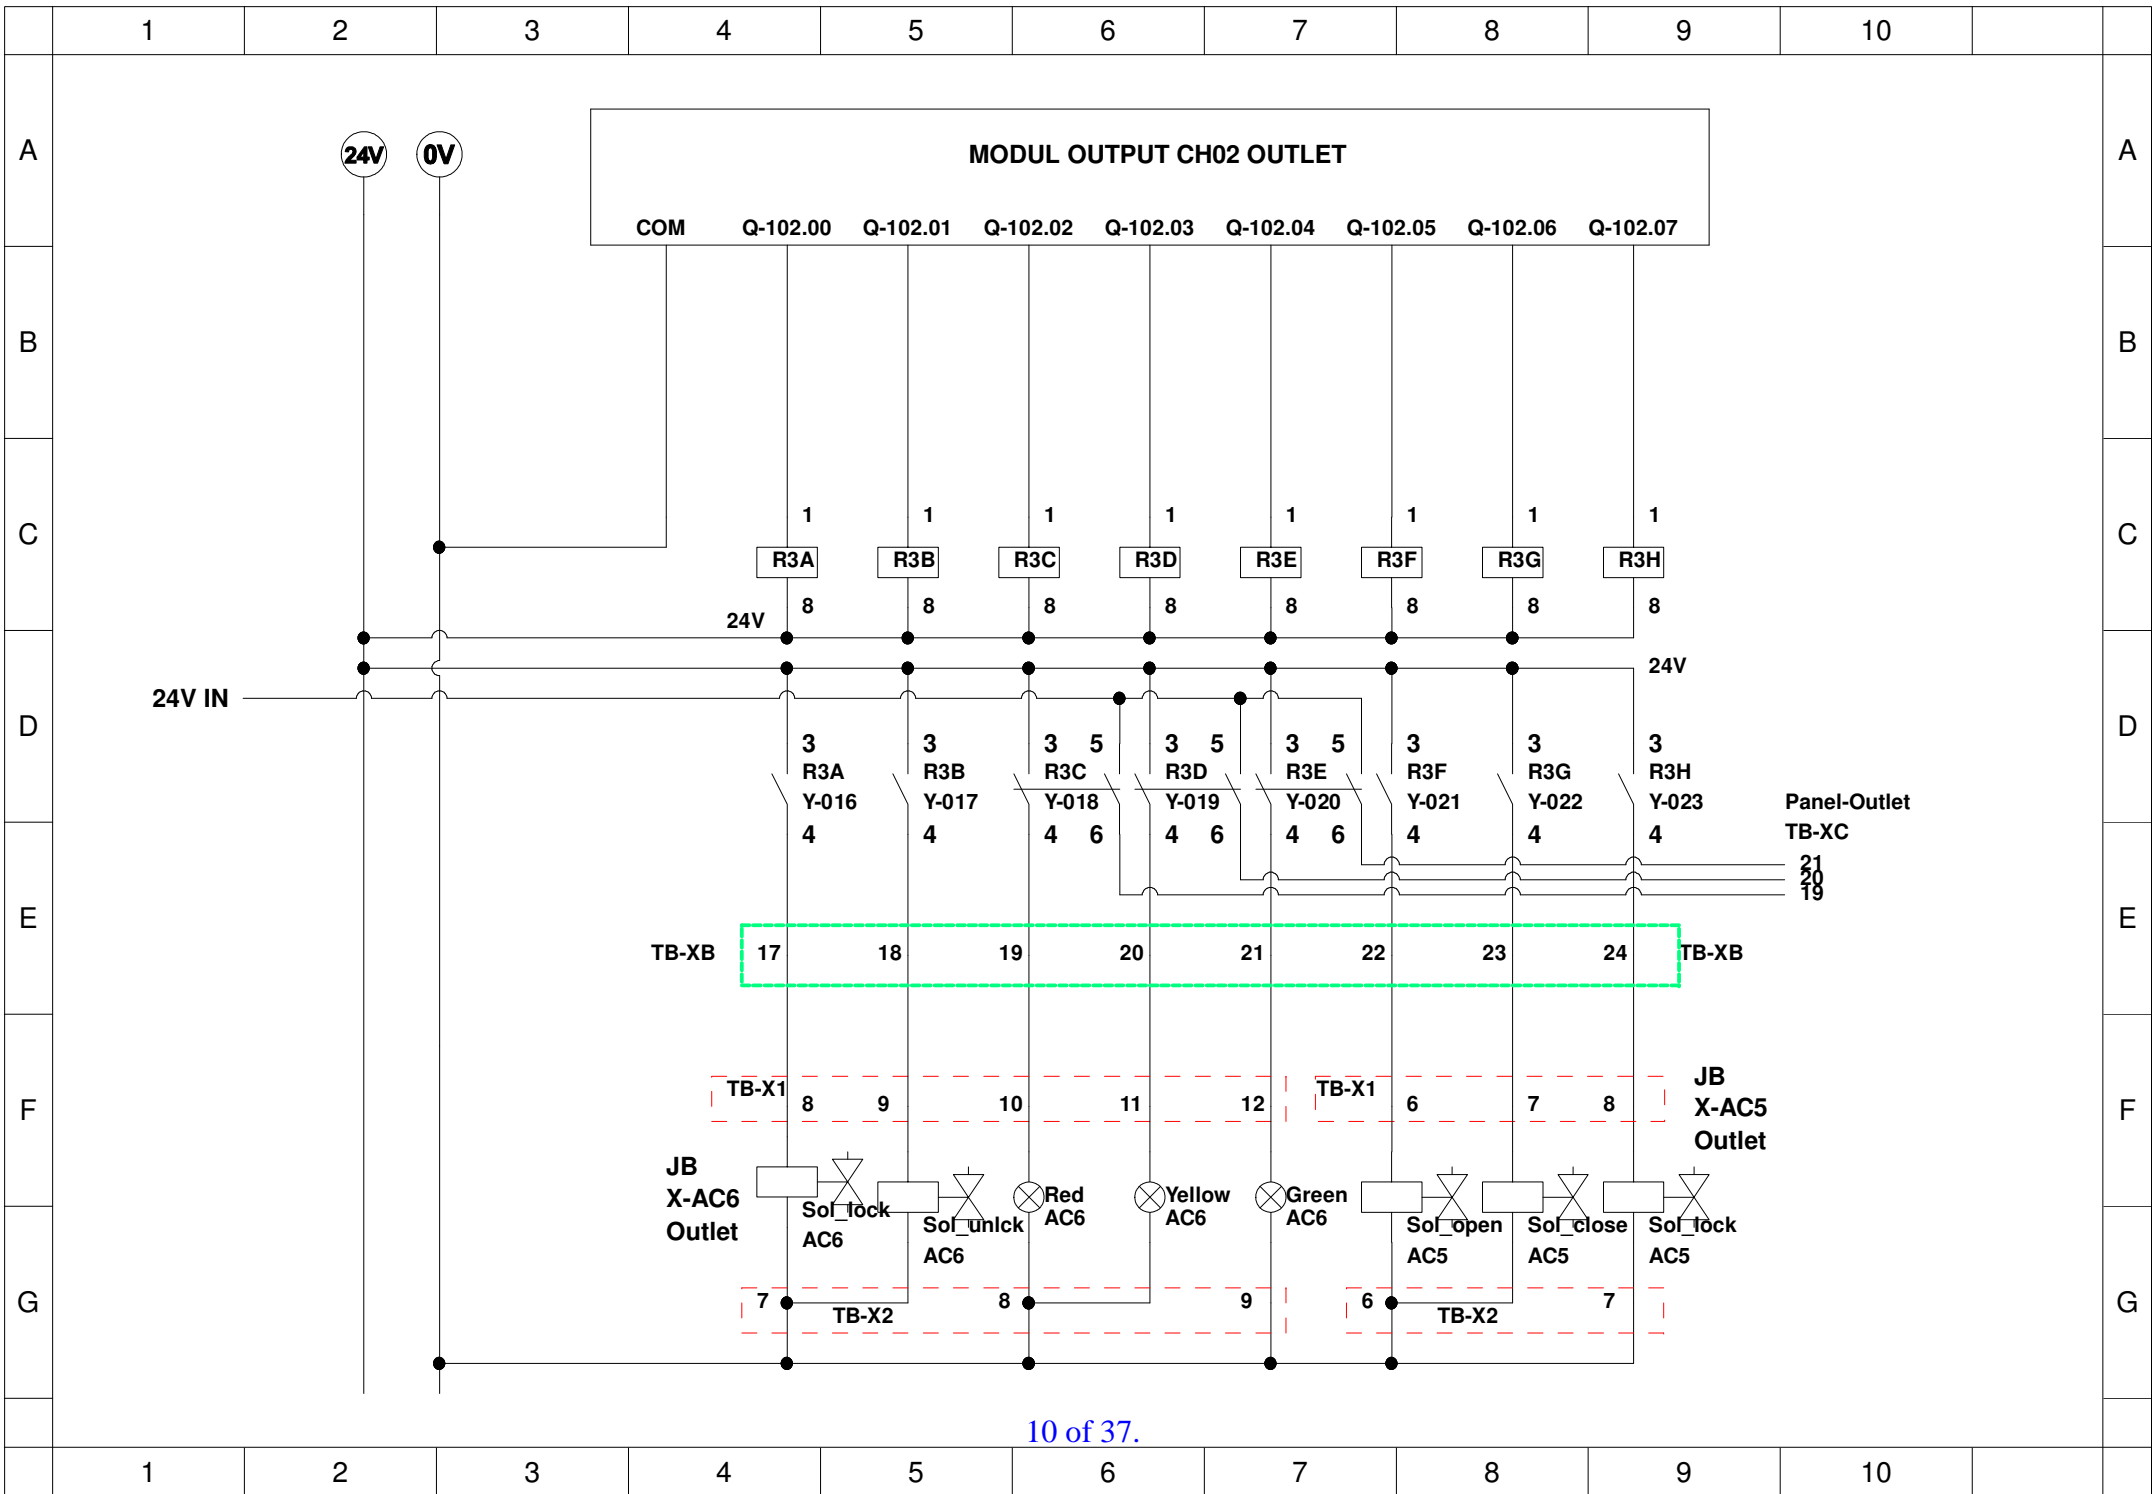 1 2 3 4 5 6 7 8 9 10
A A
24V 0V
MODUL OUTPUT CH02 OUTLET
COM Q-102.00 Q-102.01 Q-102.02 Q-102.03 Q-102.04 Q-102.05 Q-102.06 Q-102.07
B B
1 1 1 1 1 1 1 1
C C
R3A R3B R3C R3D R3E R3F R3G R3H
8 8 8 8 8 8 8 8
24V
24V
24V IN
D D
3 3 3 5 3 5 3 5 3 3 3
R3A R3B R3C R3D R3E R3F R3G R3H
Y-016 Y-017 Y-018 Y-019 Y-020 Y-021 Y-022 Y-023
4 4 4 6 4 6 4 6 4 4 4
Panel-Outlet
TB-XC
21
20
19
E E
TB-XB 17 18 19 20 21 22 23 24 TB-XB
F F
TB-X1 8 9 10 11 12
TB-X1 6 7 8
JB
X-AC5
Outlet
JB
X-AC6
Outlet
Sol_lock
AC6
Sol_unlck
AC6
Red
AC6
Yellow
AC6
Green
AC6
Sol_open
AC5
Sol_close
AC5
Sol_lock
AC5
G G
7 TB-X2 8 9
6 TB-X2 7
10 of 37.
1 2 3 4 5 6 7 8 9 10